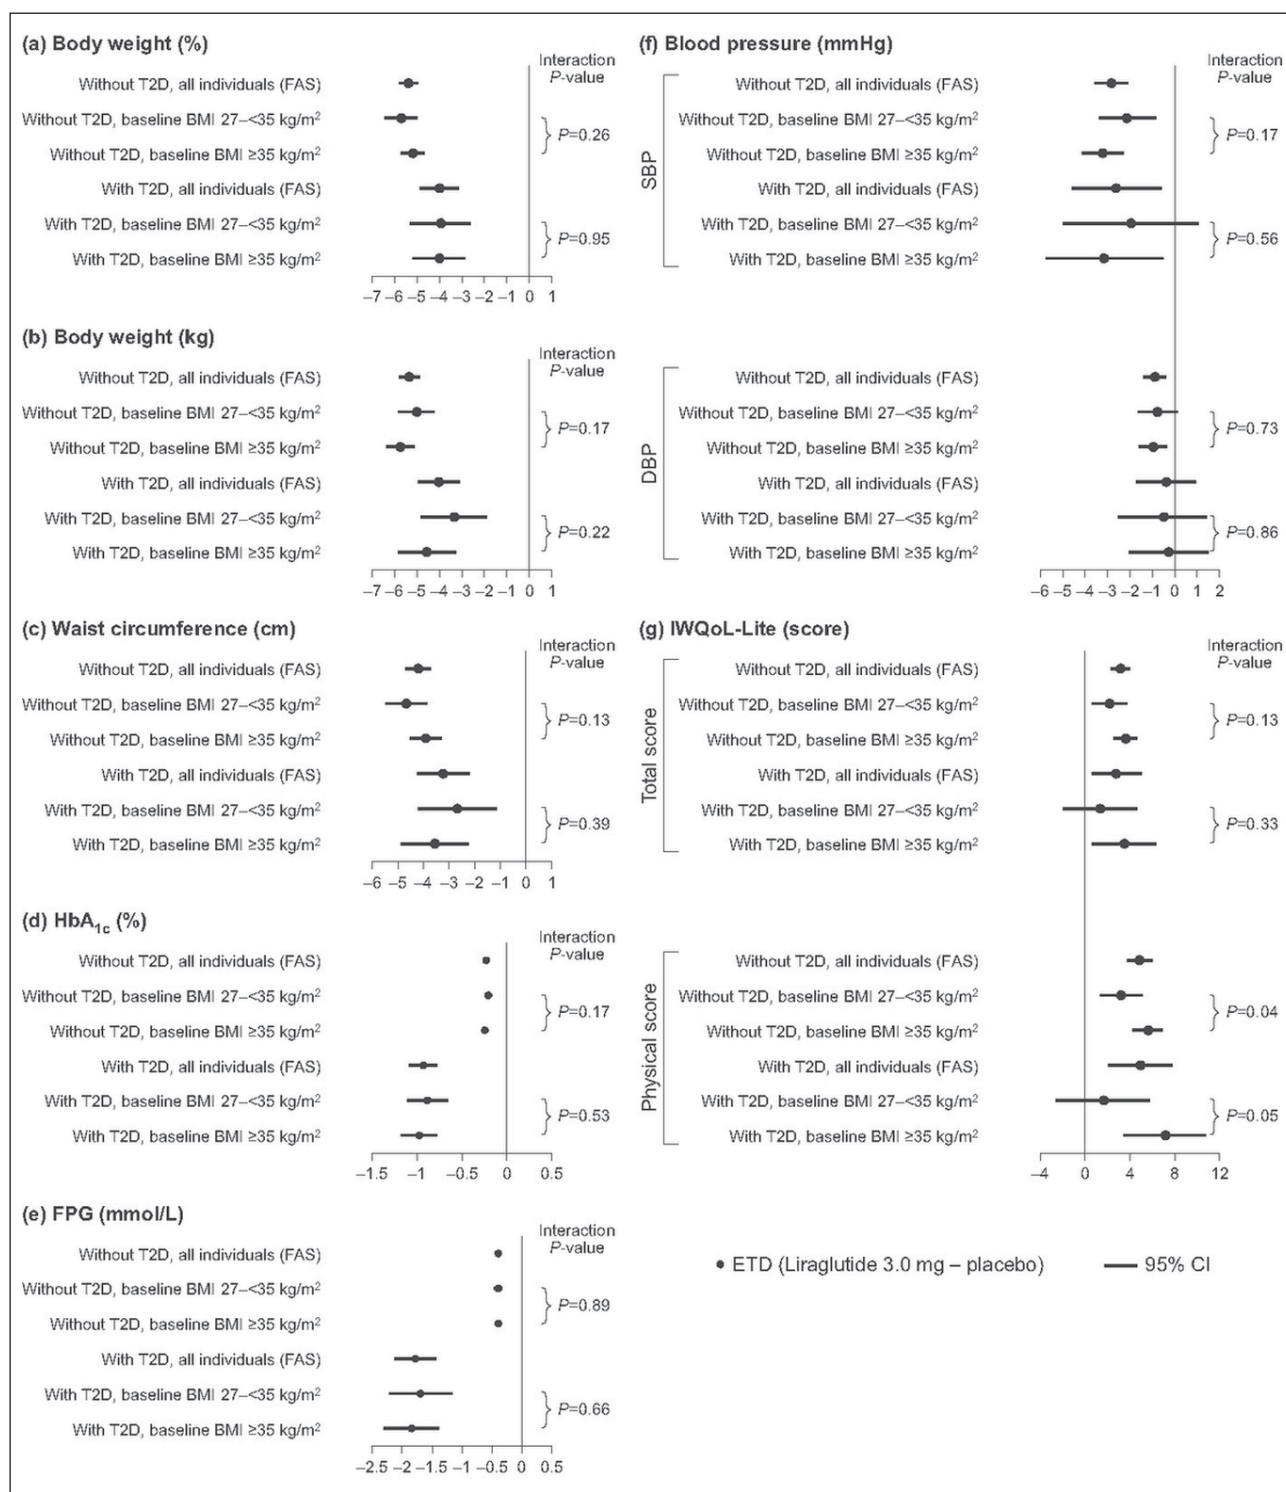 (a) Body weight (%)
Interaction
P-value
Without T2D, all individuals (FAS)
Without T2D, baseline BMI 27–<35 kg/m²
Without T2D, baseline BMI ≥35 kg/m²
P=0.26
With T2D, all individuals (FAS)
With T2D, baseline BMI 27–<35 kg/m²
With T2D, baseline BMI ≥35 kg/m²
P=0.95
–7 –6 –5 –4 –3 –2 –1 0 1
(b) Body weight (kg)
Interaction
P-value
Without T2D, all individuals (FAS)
Without T2D, baseline BMI 27–<35 kg/m²
Without T2D, baseline BMI ≥35 kg/m²
P=0.17
With T2D, all individuals (FAS)
With T2D, baseline BMI 27–<35 kg/m²
With T2D, baseline BMI ≥35 kg/m²
P=0.22
–7 –6 –5 –4 –3 –2 –1 0 1
(c) Waist circumference (cm)
Interaction
P-value
Without T2D, all individuals (FAS)
Without T2D, baseline BMI 27–<35 kg/m²
Without T2D, baseline BMI ≥35 kg/m²
P=0.13
With T2D, all individuals (FAS)
With T2D, baseline BMI 27–<35 kg/m²
With T2D, baseline BMI ≥35 kg/m²
P=0.39
–6 –5 –4 –3 –2 –1 0 1
(d) HbA1c (%)
Interaction
P-value
Without T2D, all individuals (FAS)
Without T2D, baseline BMI 27–<35 kg/m²
Without T2D, baseline BMI ≥35 kg/m²
P=0.17
With T2D, all individuals (FAS)
With T2D, baseline BMI 27–<35 kg/m²
With T2D, baseline BMI ≥35 kg/m²
P=0.53
–1.5 –1 –0.5 0 0.5
(e) FPG (mmol/L)
Interaction
P-value
Without T2D, all individuals (FAS)
Without T2D, baseline BMI 27–<35 kg/m²
Without T2D, baseline BMI ≥35 kg/m²
P=0.89
With T2D, all individuals (FAS)
With T2D, baseline BMI 27–<35 kg/m²
With T2D, baseline BMI ≥35 kg/m²
P=0.66
–2.5 –2 –1.5 –1 –0.5 0 0.5
(f) Blood pressure (mmHg)
Interaction
P-value
SBP
Without T2D, all individuals (FAS)
Without T2D, baseline BMI 27–<35 kg/m²
Without T2D, baseline BMI ≥35 kg/m²
P=0.17
With T2D, all individuals (FAS)
With T2D, baseline BMI 27–<35 kg/m²
With T2D, baseline BMI ≥35 kg/m²
P=0.56
DBP
Without T2D, all individuals (FAS)
Without T2D, baseline BMI 27–<35 kg/m²
Without T2D, baseline BMI ≥35 kg/m²
P=0.73
With T2D, all individuals (FAS)
With T2D, baseline BMI 27–<35 kg/m²
With T2D, baseline BMI ≥35 kg/m²
P=0.86
–6 –5 –4 –3 –2 –1 0 1 2
(g) IWQoL-Lite (score)
Interaction
P-value
Total score
Without T2D, all individuals (FAS)
Without T2D, baseline BMI 27–<35 kg/m²
Without T2D, baseline BMI ≥35 kg/m²
P=0.13
With T2D, all individuals (FAS)
With T2D, baseline BMI 27–<35 kg/m²
With T2D, baseline BMI ≥35 kg/m²
P=0.33
Physical score
Without T2D, all individuals (FAS)
Without T2D, baseline BMI 27–<35 kg/m²
Without T2D, baseline BMI ≥35 kg/m²
P=0.04
With T2D, all individuals (FAS)
With T2D, baseline BMI 27–<35 kg/m²
With T2D, baseline BMI ≥35 kg/m²
P=0.05
–4 0 4 8 12
ETD (Liraglutide 3.0 mg – placebo)
95% CI